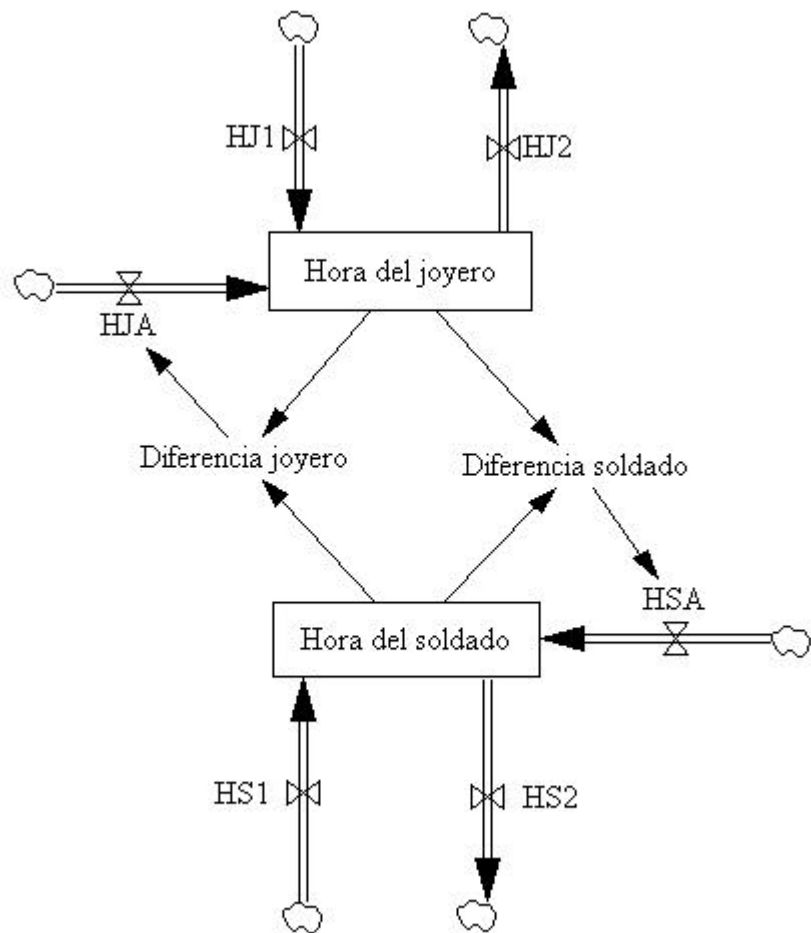 HJ1
HJ2
Hora del joyero
HJA
Diferencia joyero
Diferencia soldado
HSA
Hora del soldado
HS1
HS2